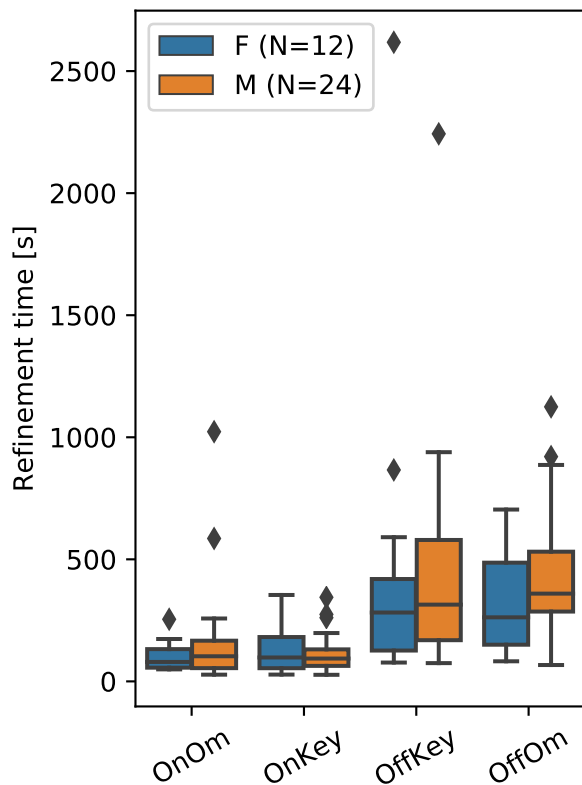 F (N=12)
M (N=24)
Refinement time [s]
2500
2000
1500
1000
500
0
OnOm
OnKey
OffKey
OffOm